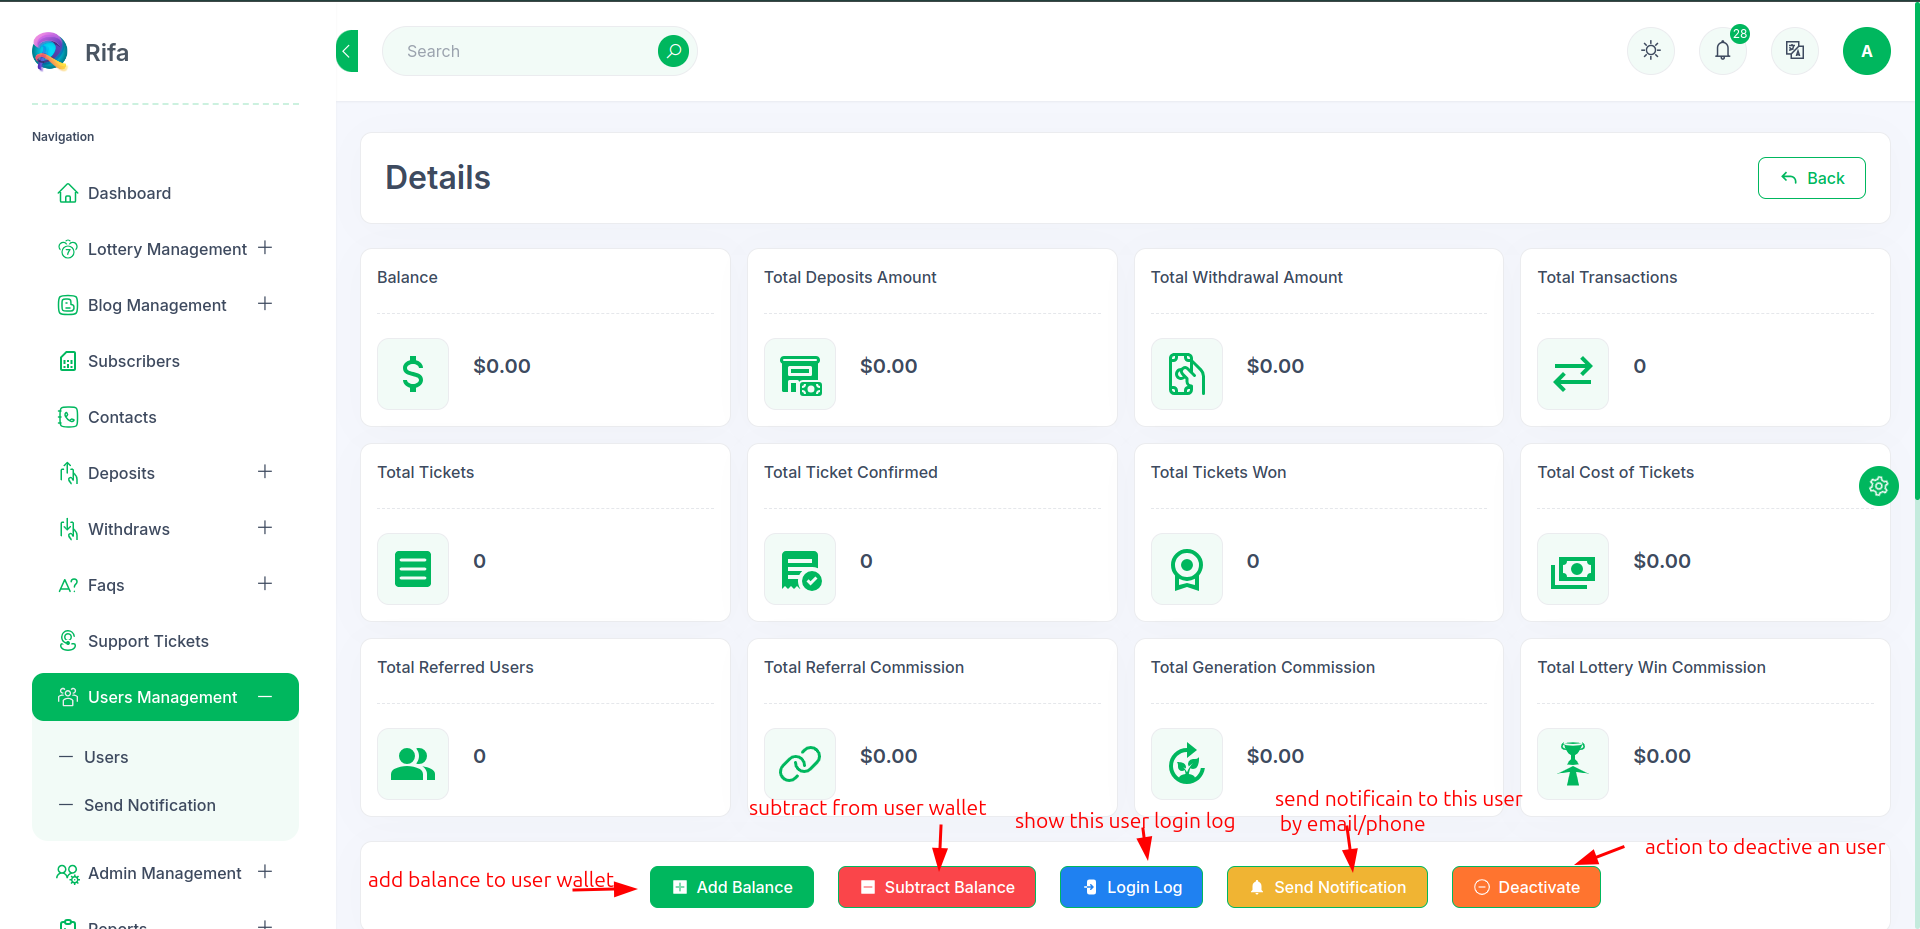 Rifa
Search
28
A
Navigation
Dashboard
Lottery Management
Blog Management
Subscribers
Contacts
Deposits
Withdraws
Faqs
Support Tickets
Users Management
Users
Send Notification
Admin Management
Reports
Details
Back
Balance
$0.00
Total Deposits Amount
$0.00
Total Withdrawal Amount
$0.00
Total Transactions
0
Total Tickets
0
Total Ticket Confirmed
0
Total Tickets Won
0
Total Cost of Tickets
$0.00
Total Referred Users
0
Total Referral Commission
$0.00
Total Generation Commission
$0.00
Total Lottery Win Commission
$0.00
add balance to user wallet
subtract from user wallet
show this user login log
send notificain to this user
by email/phone
action to deactive an user
Add Balance
Subtract Balance
Login Log
Send Notification
Deactivate